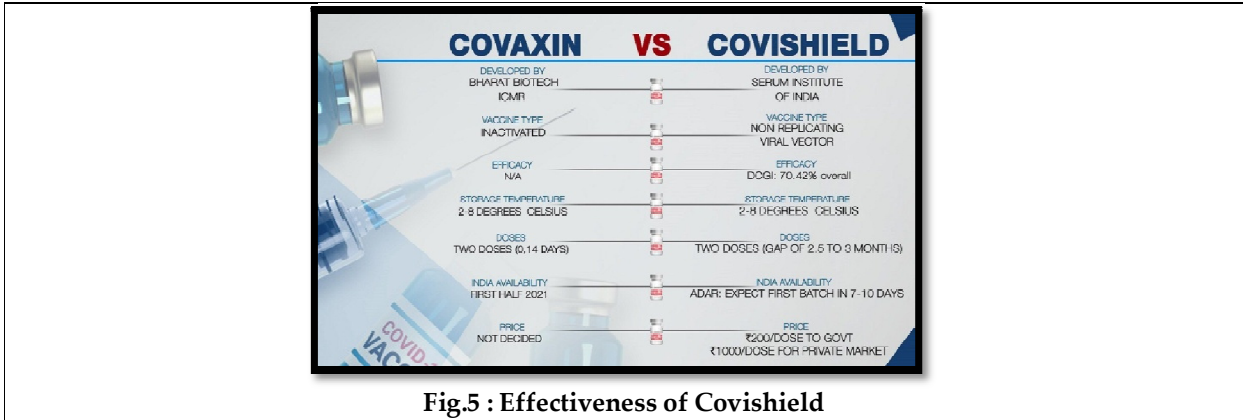 COVAXIN VS COVISHIELD
DEVELOPED BY
BHARAT BIOTECH
ICMR
DEVELOPED BY
SERUM INSTITUTE
OF INDIA
VACCINE TYPE
INACTIVATED
VACCINE TYPE
NON REPLICATING
VIRAL VECTOR
EFFICACY
N/A
EFFICACY
DCGI: 70.42% overall
STORAGE TEMPERATURE
2-8 DEGREES CELSIUS
STORAGE TEMPERATURE
2-8 DEGREES CELSIUS
DOSES
TWO DOSES (0,14 DAYS)
DOSES
TWO DOSES (GAP OF 2.5 TO 3 MONTHS)
INDIA AVAILABILITY
FIRST HALF 2021
INDIA AVAILABILITY
ADAR: EXPECT FIRST BATCH IN 7-10 DAYS
PRICE
NOT DECIDED
PRICE
₹200/DOSE TO GOVT
₹1000/DOSE FOR PRIVATE MARKET
COVID-
VACC
Fig.5 : Effectiveness of Covishield